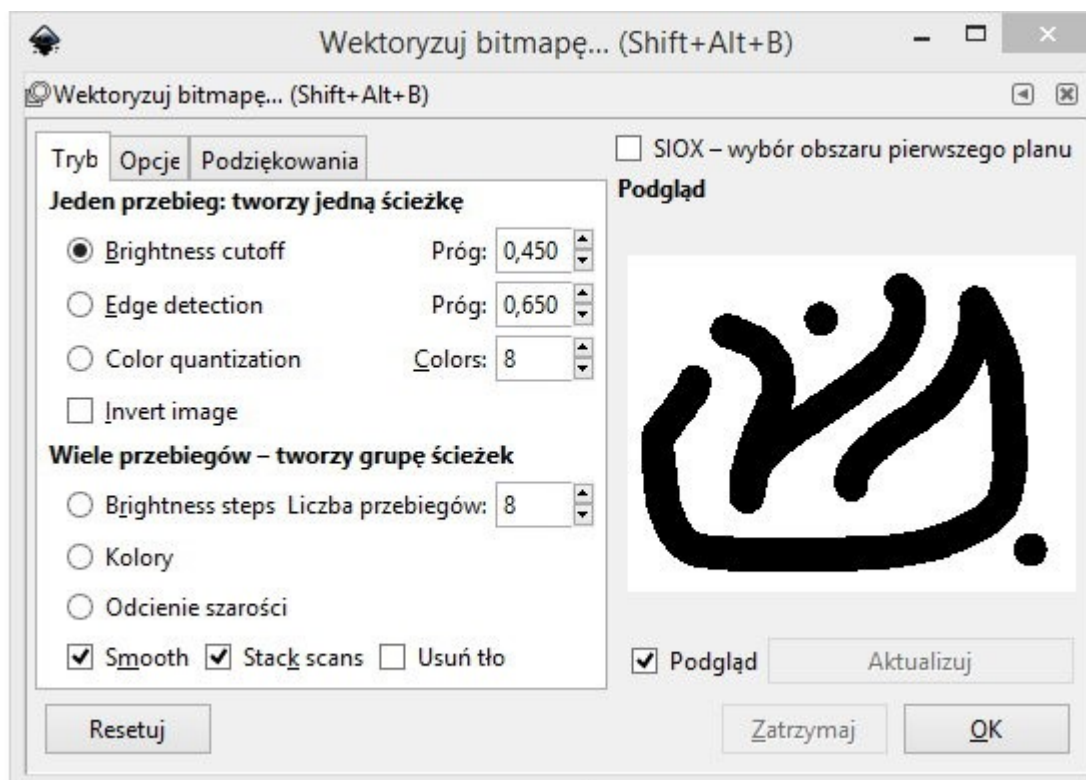 Wektoryzuj bitmapę... (Shift+Alt+B)
Wektoryzuj bitmapę... (Shift+Alt+B)
Tryb Opcje Podziękowania
SIOX – wybór obszaru pierwszego planu
Jeden przebieg: tworzy jedną ścieżkę
Podgląd
Brightness cutoff Próg: 0,450
Edge detection Próg: 0,650
Color quantization Colors: 8
Invert image
Wiele przebiegów – tworzy grupę ścieżek
Brightness steps Liczba przebiegów: 8
Kolory
Odcienie szarości
Smooth Stack scans Usuń tło
Podgląd Aktualizuj
Resetuj Zatrzymaj OK